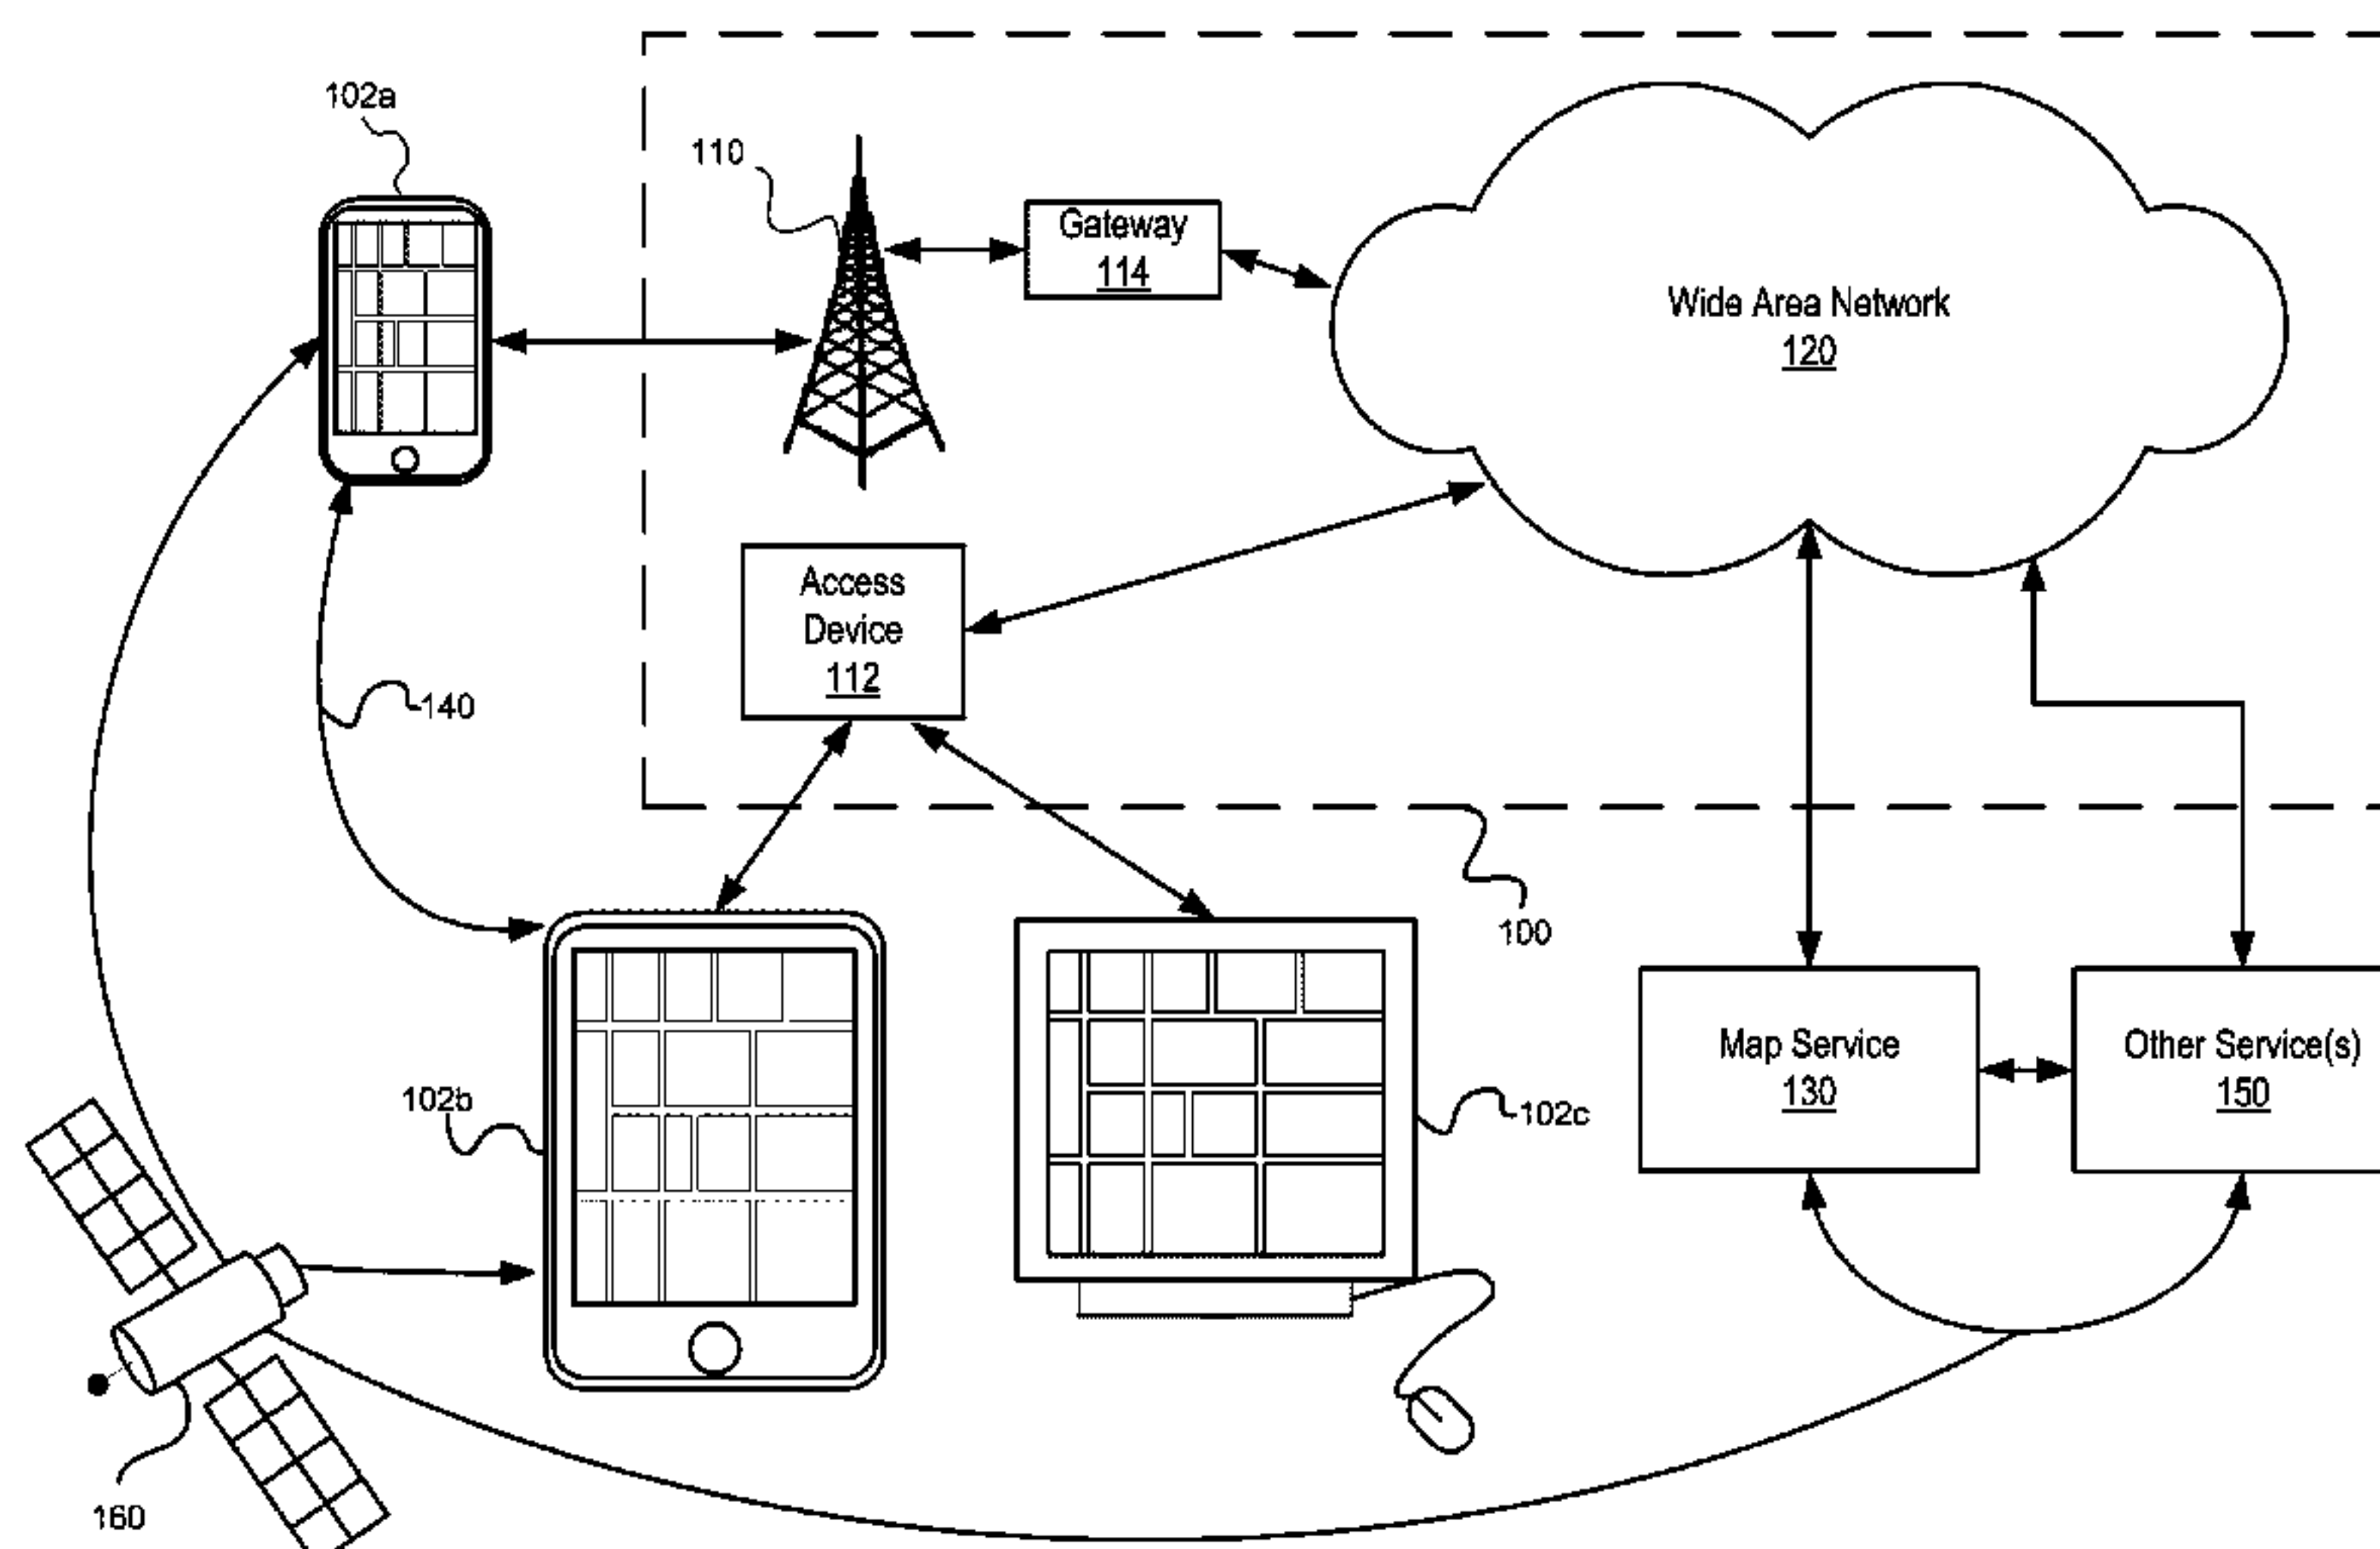 102a
110
Gateway
114
Wide Area Network
120
Access
Device
112
140
100
Map Service
130
Other Service(s)
150
102b
102c
160